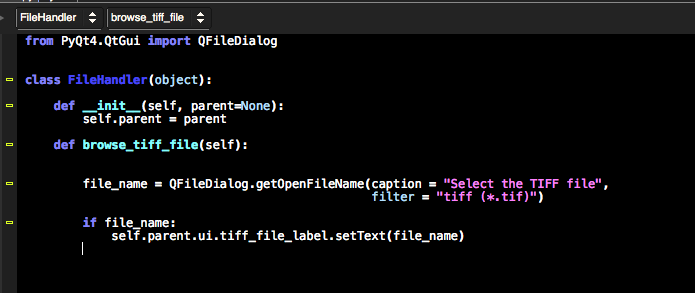 FileHandler browse_tiff_file
from PyQt4.QtGui import QFileDialog
class FileHandler(object):
def __init__(self, parent=None):
self.parent = parent
def browse_tiff_file(self):
file_name = QFileDialog.getOpenFileName(caption = "Select the TIFF file",
filter = "tiff (*.tif)")
if file_name:
self.parent.ui.tiff_file_label.setText(file_name)